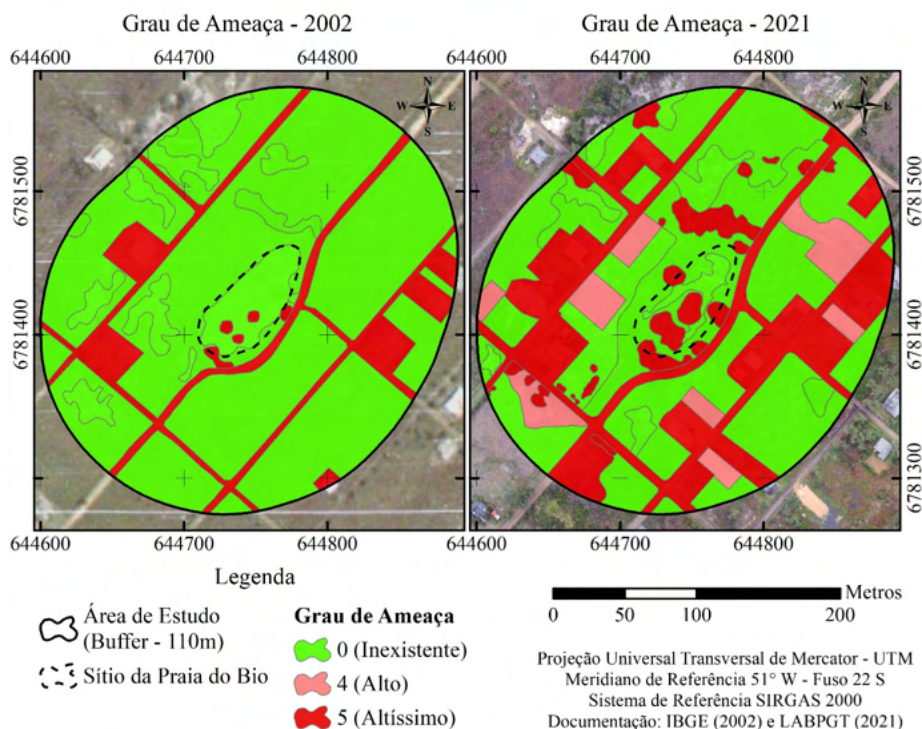 Grau de Ameaça - 2002
Grau de Ameaça - 2021
644600
644700
644800
644600
644700
644800
N
W
E
S
N
W
E
S
6781500
6781400
6781300
6781500
6781400
6781300
644600
644700
644800
644600
644700
644800
Legenda
Área de Estudo
(Buffer - 110m)
Sítio da Praia do Bio
Grau de Ameaça
0 (Inexistente)
4 (Alto)
5 (Altíssimo)
Metros
0
50
100
200
Projeção Universal Transversal de Mercator - UTM
Meridiano de Referência 51° W - Fuso 22 S
Sistema de Referência SIRGAS 2000
Documentação: IBGE (2002) e LABPGT (2021)